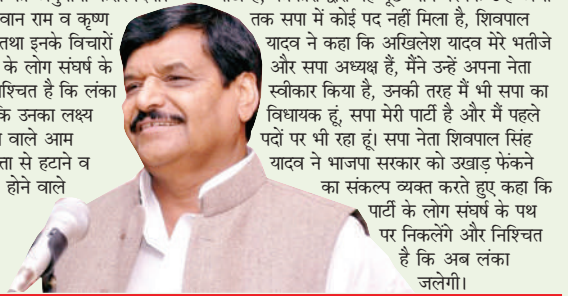 वान राम व कृष्ण
तथा इनके विचारों
के लोग संघर्ष के
श्चित है कि लंका
कि उनका लक्ष्य
वाले आम
ता से हटाने व
होने वाले
तक सपा में कोई पद नहीं मिला है, शिवपाल
यादव ने कहा कि अखिलेश यादव मेरे भतीजे
और सपा अध्यक्ष हैं, मैंने उन्हें अपना नेता
स्वीकार किया है, उनकी तरह मैं भी सपा का
विधायक हूं, सपा मेरी पार्टी है और मैं पहले
पदों पर भी रहा हूं। सपा नेता शिवपाल सिंह
यादव ने भाजपा सरकार को उखाड़ फेंकने
का संकल्प व्यक्त करते हुए कहा कि
पार्टी के लोग संघर्ष के पथ
पर निकलेंगे और निश्चित
है कि अब लंका
जलेगी।